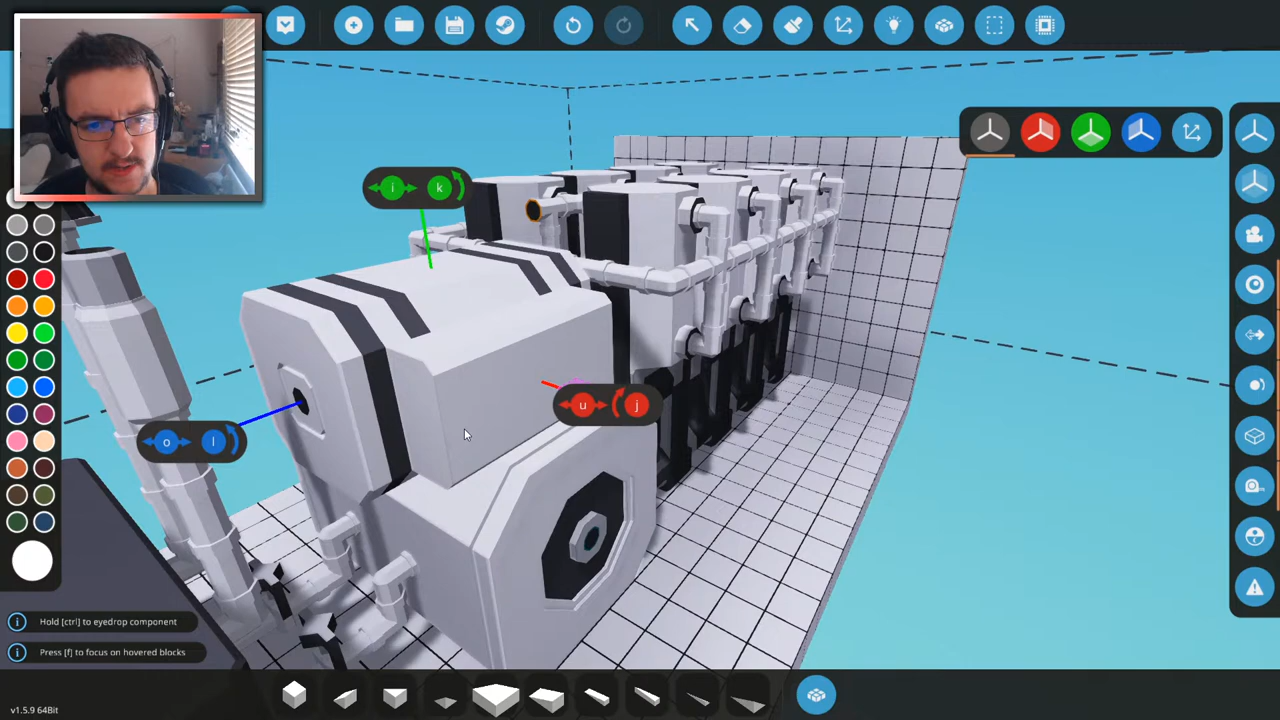 i k
u j
o l
Hold [ctrl] to eyedrop component
Press [f] to focus on hovered blocks
v1.5.9 64Bit